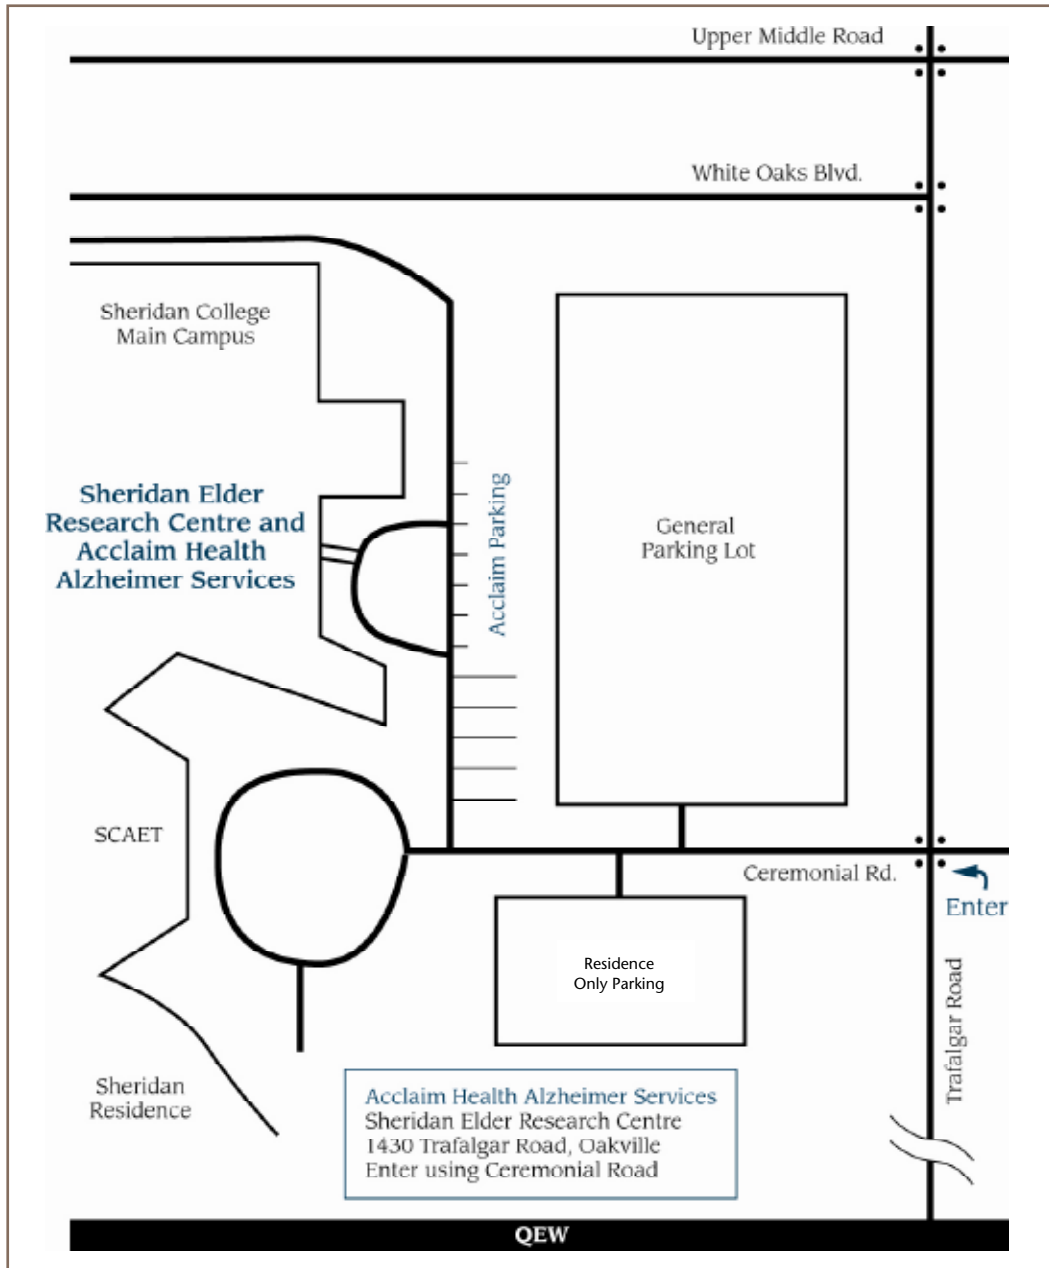 Upper Middle Road
White Oaks Blvd.
Sheridan College
Main Campus
Sheridan Elder
Research Centre and
Acclaim Health
Alzheimer Services
Acclaim Parking
General
Parking Lot
SCAET
Ceremonial Rd.
Enter
Residence
Only Parking
Trafalgar Road
Sheridan
Residence
Acclaim Health Alzheimer Services
Sheridan Elder Research Centre
1430 Trafalgar Road, Oakville
Enter using Ceremonial Road
QEW